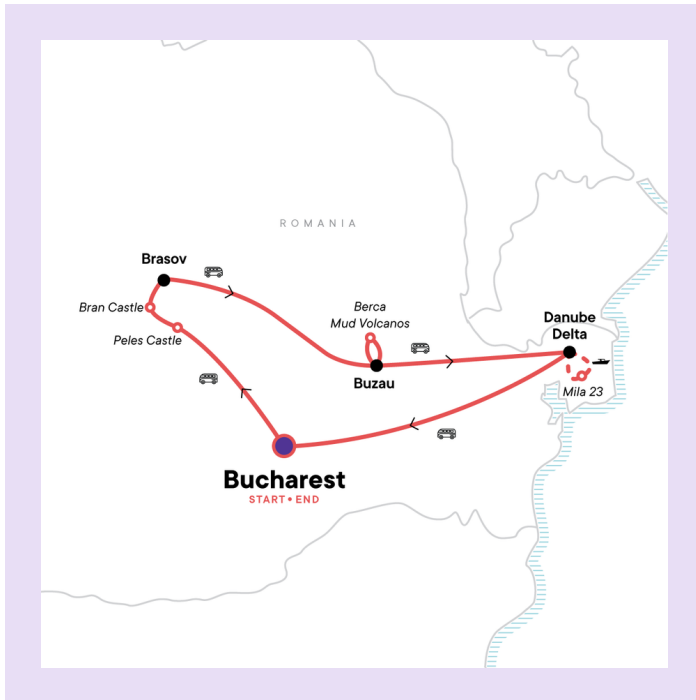 ROMANIA
Brasov
Bran Castle
Peles Castle
Berca
Mud Volcanos
Buzau
Danube
Delta
Mila 23
Bucharest
START • END